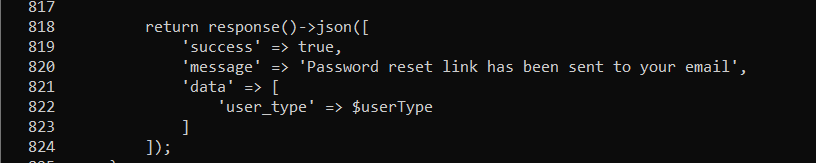 817
818         return response()->json([
819             'success' => true,
820             'message' => 'Password reset link has been sent to your email',
821             'data' => [
822                 'user_type' => $userType
823             ]
824         ]);
825     }